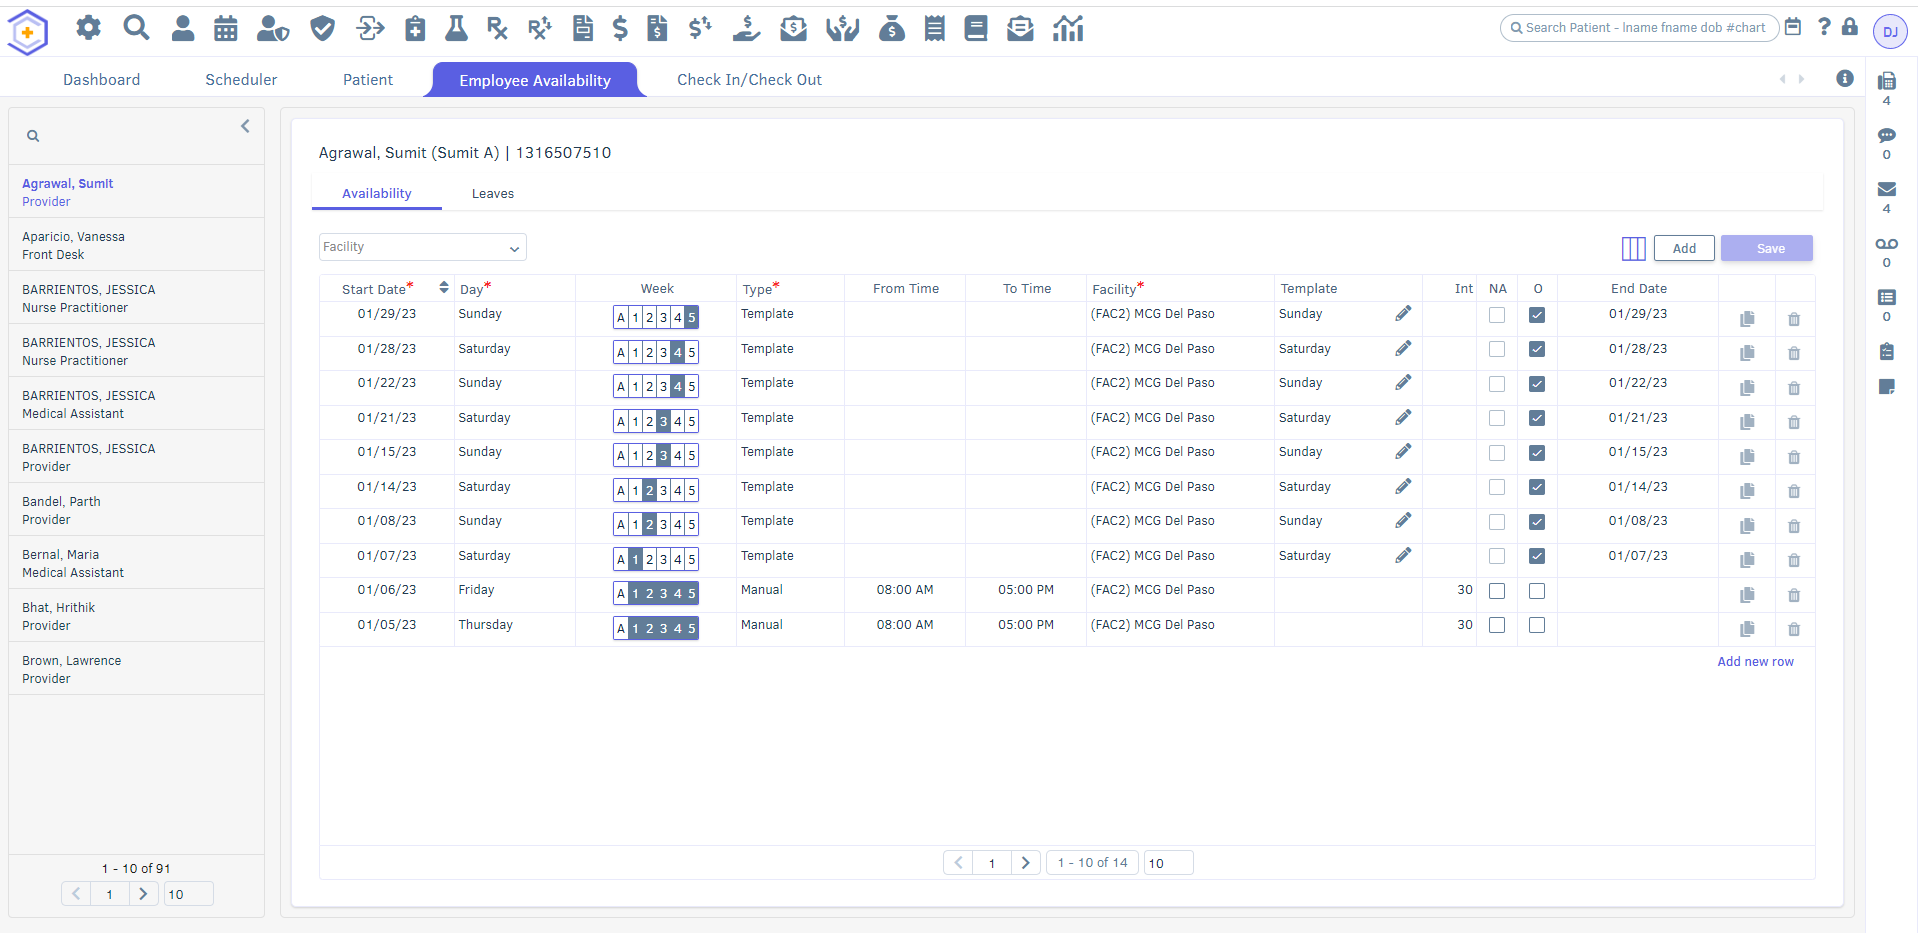 Search Patient - lname fname dob #chart
DJ
Dashboard
Scheduler
Patient
Employee Availability
Check In/Check Out
4
0
4
0
0
Agrawal, Sumit
Provider
Aparicio, Vanessa
Front Desk
BARRIENTOS, JESSICA
Nurse Practitioner
BARRIENTOS, JESSICA
Nurse Practitioner
BARRIENTOS, JESSICA
Medical Assistant
BARRIENTOS, JESSICA
Provider
Bandel, Parth
Provider
Bernal, Maria
Medical Assistant
Bhat, Hrithik
Provider
Brown, Lawrence
Provider
1 - 10 of 91
1 10
Agrawal, Sumit (Sumit A) | 1316507510
Availability Leaves
Facility
Add Save
Start Date* Day* Week Type* From Time To Time Facility* Template Int NA O End Date
01/29/23 Sunday A 1 2 3 4 5 Template (FAC2) MCG Del Paso Sunday 01/29/23
01/28/23 Saturday A 1 2 3 4 5 Template (FAC2) MCG Del Paso Saturday 01/28/23
01/22/23 Sunday A 1 2 3 4 5 Template (FAC2) MCG Del Paso Sunday 01/22/23
01/21/23 Saturday A 1 2 3 4 5 Template (FAC2) MCG Del Paso Saturday 01/21/23
01/15/23 Sunday A 1 2 3 4 5 Template (FAC2) MCG Del Paso Sunday 01/15/23
01/14/23 Saturday A 1 2 3 4 5 Template (FAC2) MCG Del Paso Saturday 01/14/23
01/08/23 Sunday A 1 2 3 4 5 Template (FAC2) MCG Del Paso Sunday 01/08/23
01/07/23 Saturday A 1 2 3 4 5 Template (FAC2) MCG Del Paso Saturday 01/07/23
01/06/23 Friday A 1 2 3 4 5 Manual 08:00 AM 05:00 PM (FAC2) MCG Del Paso 30
01/05/23 Thursday A 1 2 3 4 5 Manual 08:00 AM 05:00 PM (FAC2) MCG Del Paso 30
Add new row
1 1 - 10 of 14 10